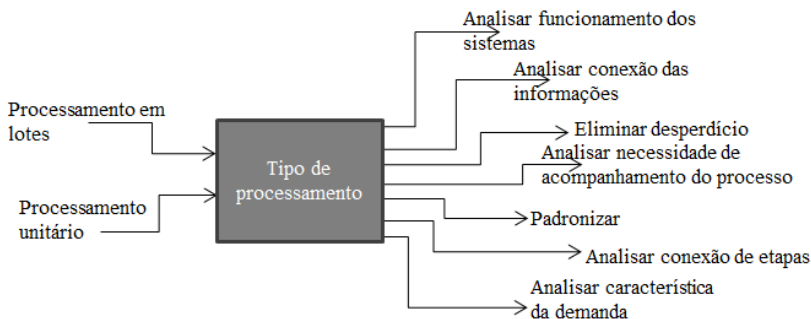 Processamento em
lotes
Processamento
unitário
Tipo de
processamento
Analisar funcionamento dos
sistemas
Analisar conexão das
informações
Eliminar desperdício
Analisar necessidade de
acompanhamento do processo
Padronizar
Analisar conexão de etapas
Analisar característica
da demanda